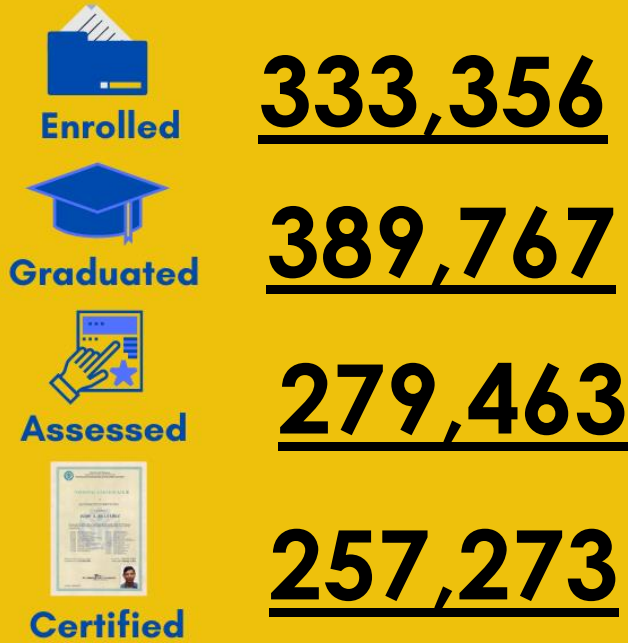 Enrolled
333,356
Graduated
389,767
Assessed
279,463
Certified
257,273